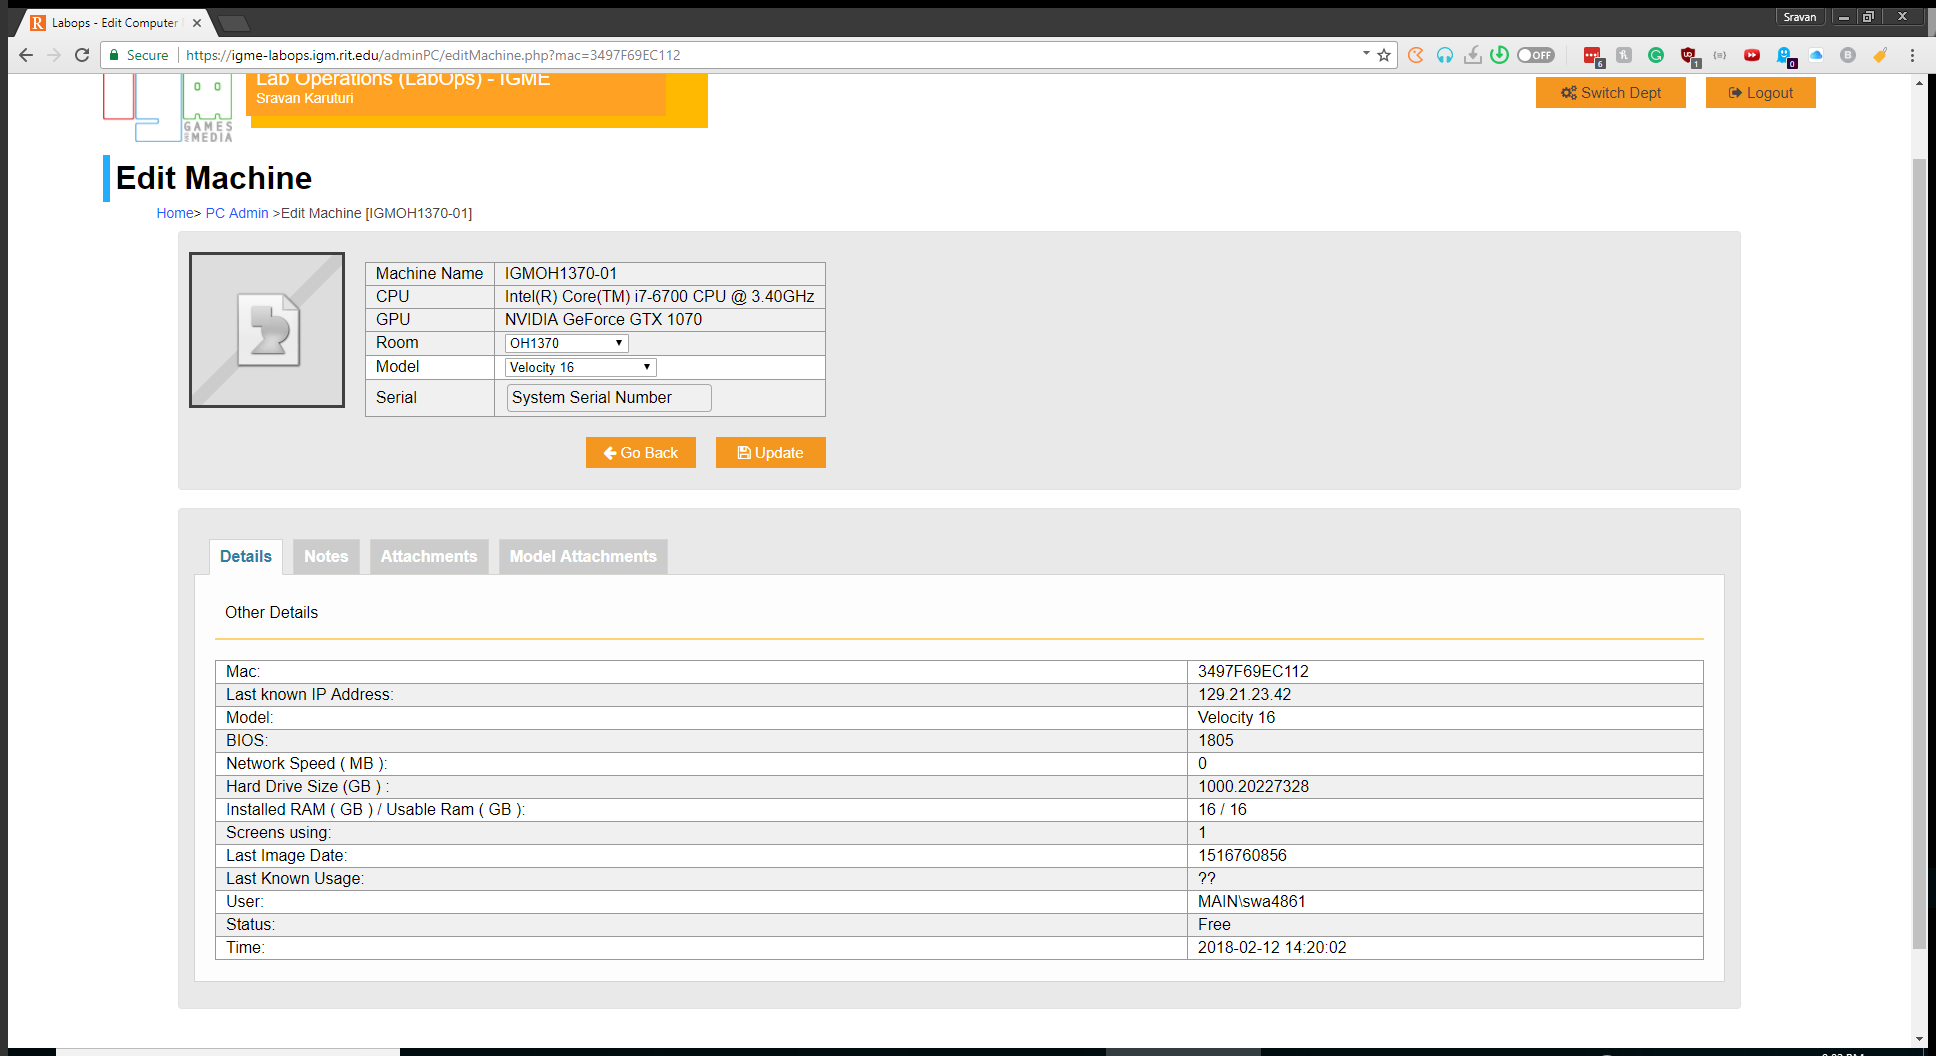 Labops - Edit Computer
Sravan
Secure
https://igme-labops.igm.rit.edu/adminPC/editMachine.php?mac=3497F69EC112
OFF
6
1
0
Lab Operations (LabOps) - IGME
Sravan Karuturi
Switch Dept
Logout
GAMES
MEDIA
Edit Machine
Home> PC Admin >Edit Machine [IGMOH1370-01]
Machine Name IGMOH1370-01
CPU Intel(R) Core(TM) i7-6700 CPU @ 3.40GHz
GPU NVIDIA GeForce GTX 1070
Room OH1370
Model Velocity 16
Serial System Serial Number
Go Back Update
Details Notes Attachments Model Attachments
Other Details
Mac: 3497F69EC112
Last known IP Address: 129.21.23.42
Model: Velocity 16
BIOS: 1805
Network Speed ( MB ): 0
Hard Drive Size (GB ) : 1000.20227328
Installed RAM ( GB ) / Usable Ram ( GB ): 16 / 16
Screens using: 1
Last Image Date: 1516760856
Last Known Usage: ??
User: MAIN\swa4861
Status: Free
Time: 2018-02-12 14:20:02